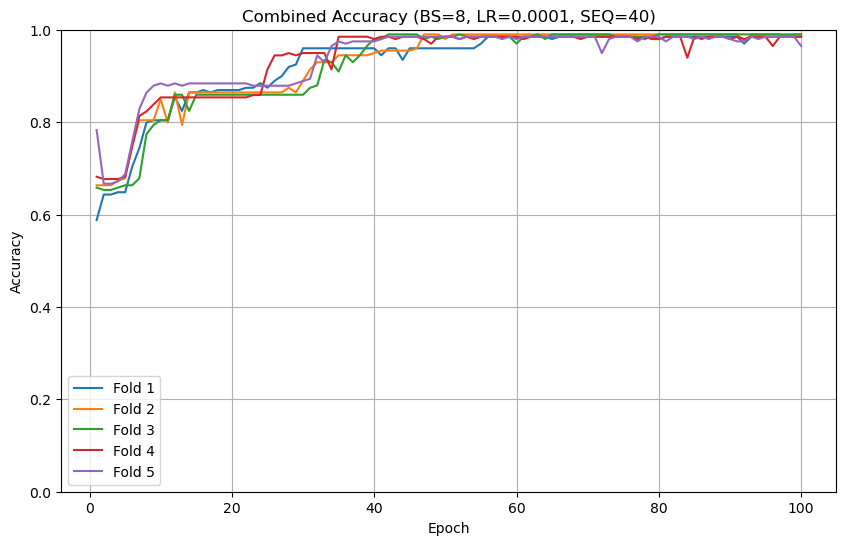 Combined Accuracy (BS=8, LR=0.0001, SEQ=40)
Accuracy
1.0
0.8
0.6
0.4
0.2
0.0
Fold 1
Fold 2
Fold 3
Fold 4
Fold 5
0 20 40 60 80 100
Epoch